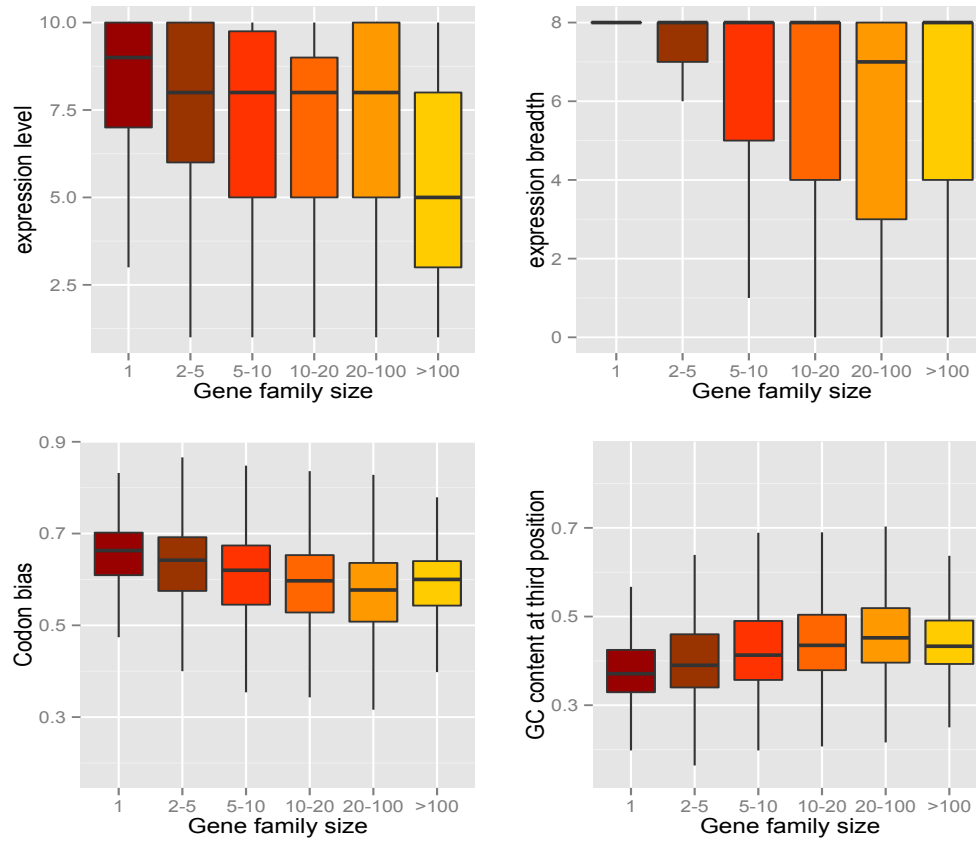 expression level
10.0
7.5
5.0
2.5
1 2-5 5-10 10-20 20-100 >100
Gene family size
expression breadth
8
6
4
2
0
1 2-5 5-10 10-20 20-100 >100
Gene family size
Codon bias
0.9
0.7
0.5
0.3
1 2-5 5-10 10-20 20-100 >100
Gene family size
GC content at third position
0.7
0.5
0.3
1 2-5 5-10 10-20 20-100 >100
Gene family size